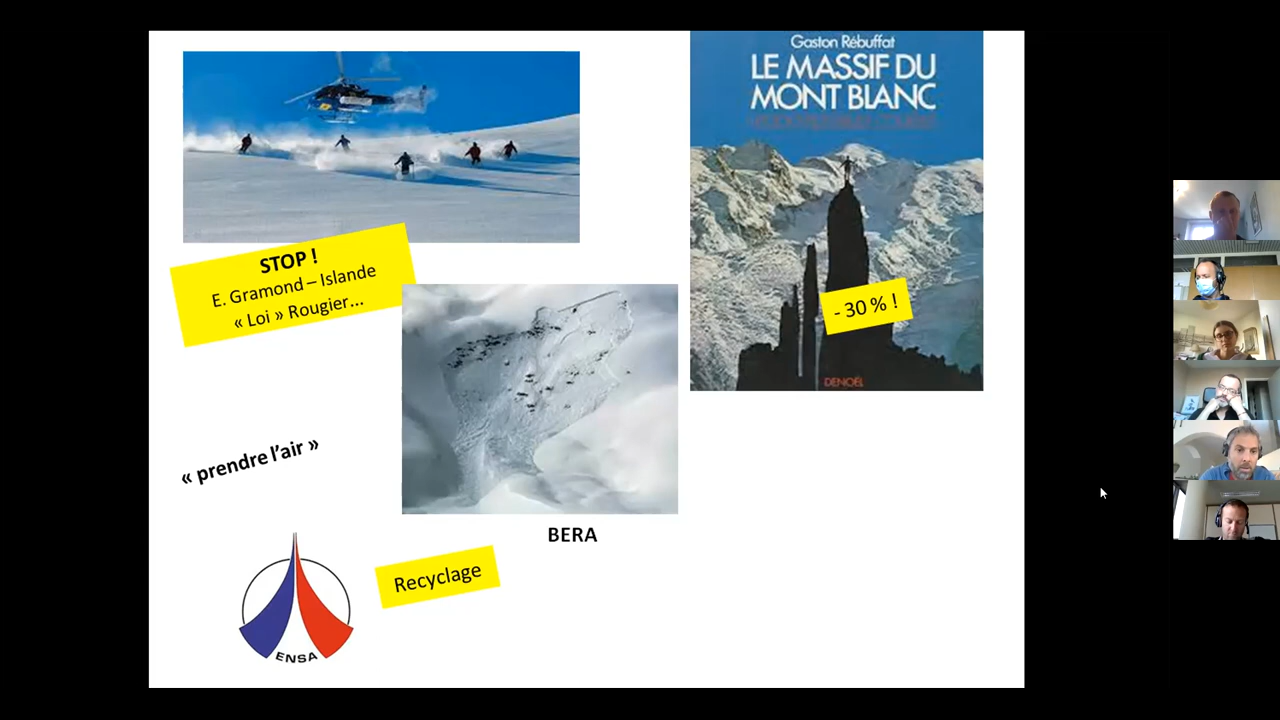 STOP !
E. Gramond – Islande
« Loi » Rougier...
Gaston Rébuffat
LE MASSIF DU
MONT BLANC
- 30 % !
DENOËL
« prendre l’air »
BERA
Recyclage
ENSA